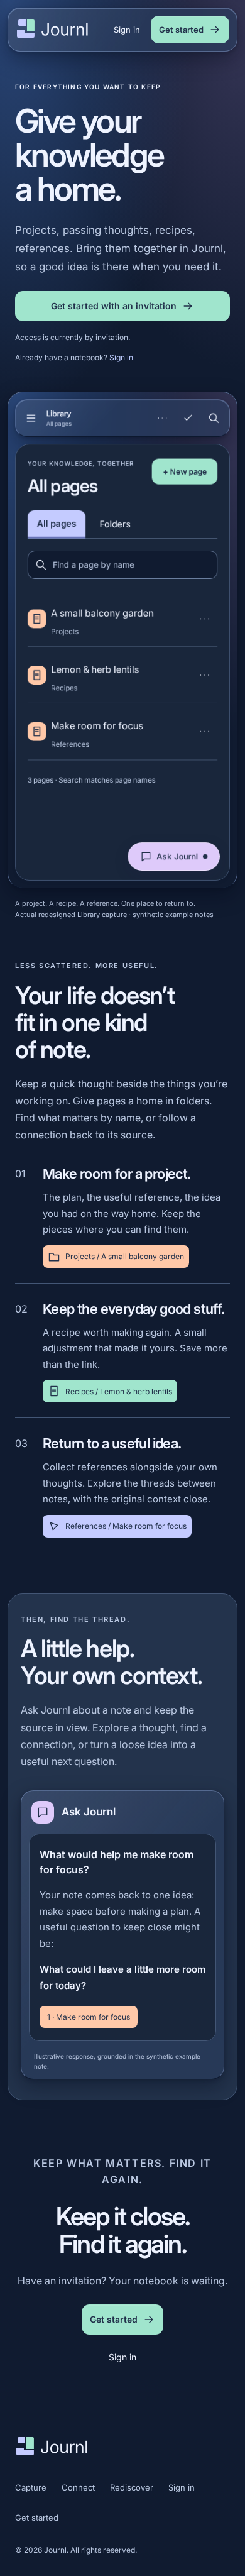 Journl
Sign in
Get started
FOR EVERYTHING YOU WANT TO KEEP
Give your
knowledge
a home.
Projects, passing thoughts, recipes,
references. Bring them together in Journl,
so a good idea is there when you need it.
Get started with an invitation
Access is currently by invitation.
Already have a notebook? Sign in
Library
All pages
YOUR KNOWLEDGE, TOGETHER
All pages
+ New page
All pages
Folders
Find a page by name
A small balcony garden
Projects
Lemon & herb lentils
Recipes
Make room for focus
References
3 pages · Search matches page names
Ask Journl
A project. A recipe. A reference. One place to return to.
Actual redesigned Library capture · synthetic example notes
LESS SCATTERED. MORE USEFUL.
Your life doesn’t
fit in one kind
of note.
Keep a quick thought beside the things you’re
working on. Give pages a home in folders.
Find what matters by name, or follow a
connection back to its source.
01
Make room for a project.
The plan, the useful reference, the idea
you had on the way home. Keep the
pieces where you can find them.
Projects / A small balcony garden
02
Keep the everyday good stuff.
A recipe worth making again. A small
adjustment that made it yours. Save more
than the link.
Recipes / Lemon & herb lentils
03
Return to a useful idea.
Collect references alongside your own
thoughts. Explore the threads between
notes, with the original context close.
References / Make room for focus
THEN, FIND THE THREAD.
A little help.
Your own context.
Ask Journl about a note and keep the
source in view. Explore a thought, find a
connection, or turn a loose idea into a
useful next question.
Ask Journl
What would help me make room
for focus?
Your note comes back to one idea:
make space before making a plan. A
useful question to keep close might
be:
What could I leave a little more room
for today?
1 · Make room for focus
Illustrative response, grounded in the synthetic example
note.
KEEP WHAT MATTERS. FIND IT
AGAIN.
Keep it close.
Find it again.
Have an invitation? Your notebook is waiting.
Get started
Sign in
Journl
Capture
Connect
Rediscover
Sign in
Get started
© 2026 Journl. All rights reserved.